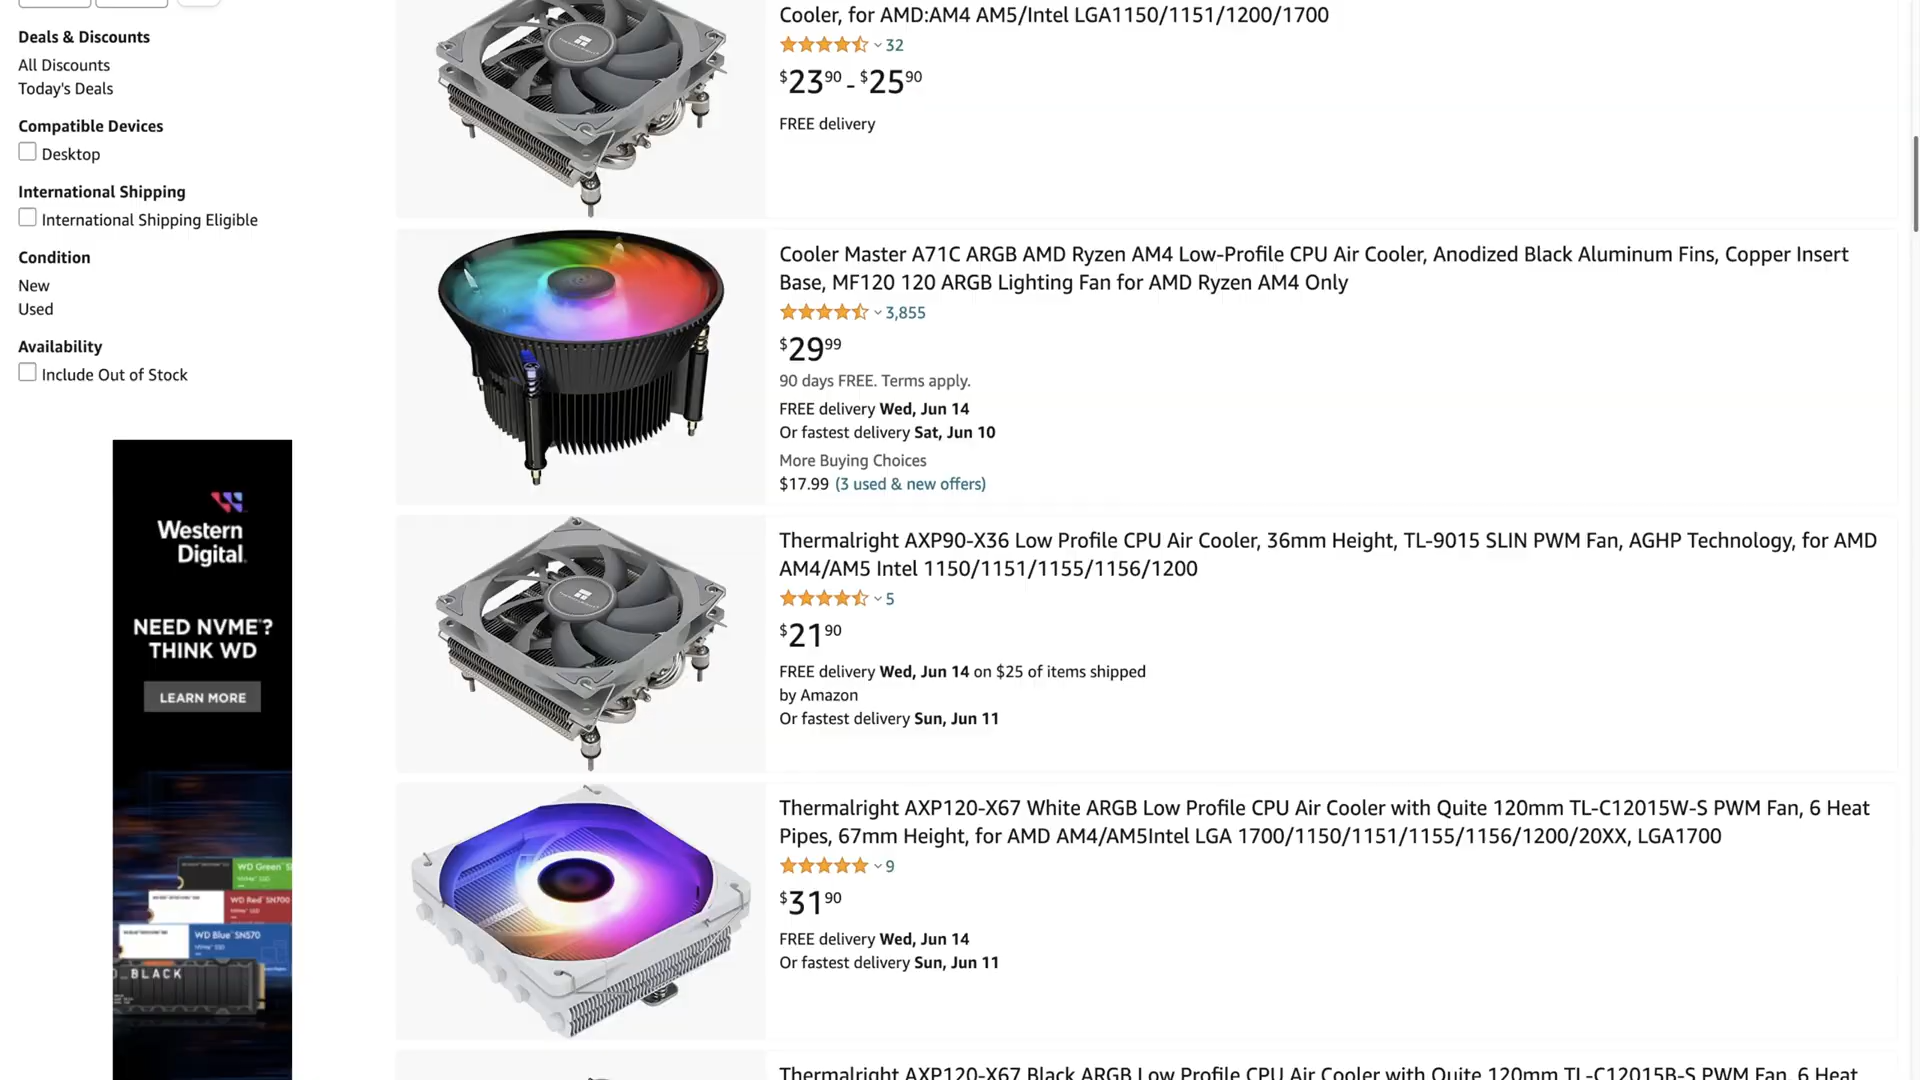 Deals & Discounts
All Discounts
Today's Deals
Compatible Devices
Desktop
International Shipping
International Shipping Eligible
Condition
New
Used
Availability
Include Out of Stock
Western
Digital
NEED NVME™?
THINK WD
LEARN MORE
WD Green
WD Red SN700
WD Blue SN570
BLACK
Cooler, for AMD:AM4 AM5/Intel LGA1150/1151/1200/1700
32
$23.90 - $25.90
FREE delivery
Cooler Master A71C ARGB AMD Ryzen AM4 Low-Profile CPU Air Cooler, Anodized Black Aluminum Fins, Copper Insert
Base, MF120 120 ARGB Lighting Fan for AMD Ryzen AM4 Only
3,855
$29.99
90 days FREE. Terms apply.
FREE delivery Wed, Jun 14
Or fastest delivery Sat, Jun 10
More Buying Choices
$17.99 (3 used & new offers)
Thermalright AXP90-X36 Low Profile CPU Air Cooler, 36mm Height, TL-9015 SLIN PWM Fan, AGHP Technology, for AMD
AM4/AM5 Intel 1150/1151/1155/1156/1200
5
$21.90
FREE delivery Wed, Jun 14 on $25 of items shipped
by Amazon
Or fastest delivery Sun, Jun 11
Thermalright AXP120-X67 White ARGB Low Profile CPU Air Cooler with Quite 120mm TL-C12015W-S PWM Fan, 6 Heat
Pipes, 67mm Height, for AMD AM4/AM5Intel LGA 1700/1150/1151/1155/1156/1200/20XX, LGA1700
9
$31.90
FREE delivery Wed, Jun 14
Or fastest delivery Sun, Jun 11
Thermalright AXP120-X67 Black ARGB Low Profile CPU Air Cooler with Quite 120mm TL-C12015B-S PWM Fan, 6 Heat